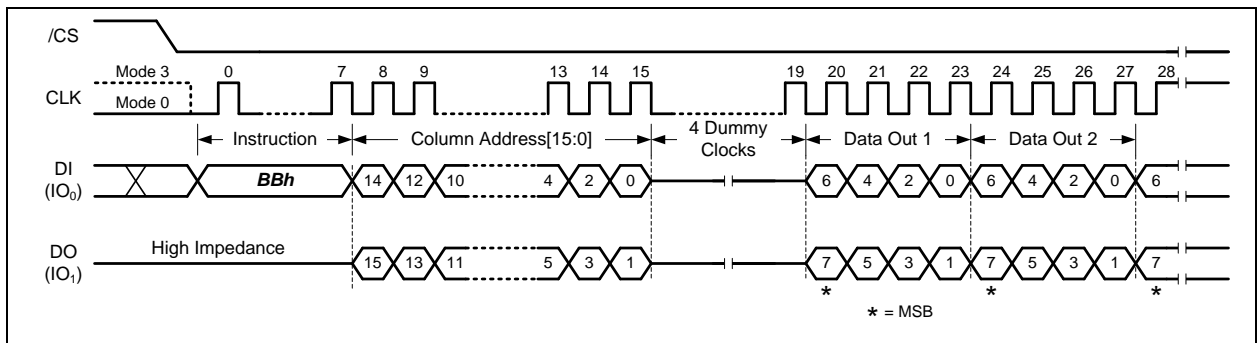 /CS
Mode 3 0 7 8 9 13 14 15 19 20 21 22 23 24 25 26 27 28
CLK
Mode 0
Instruction Column Address[15:0] 4 Dummy Clocks Data Out 1 Data Out 2
DI
(IO0)
BBh 14 12 10 4 2 0 6 4 2 0 6 4 2 0 6
High Impedance
DO
(IO1)
15 13 11 5 3 1 7 5 3 1 7 5 3 1 7
* * *
* = MSB